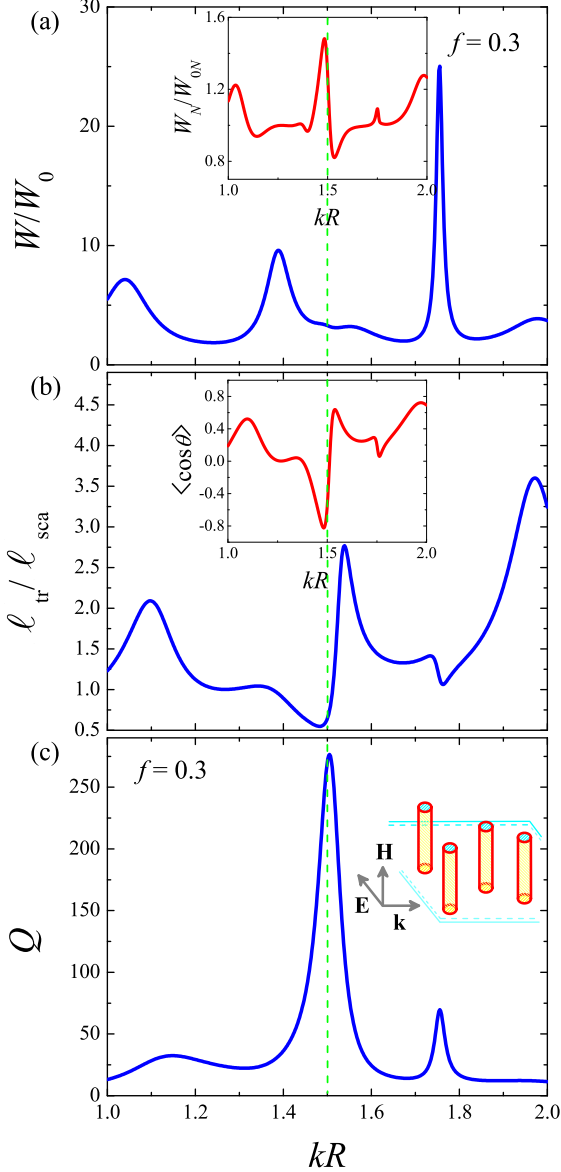 (a)
f = 0.3
W/W₀
30
20
10
0
W_N/W_0N
1.6
1.2
0.8
1.0
1.5
2.0
kR
(b)
ℓ_tr/ℓ_sca
4.5
4.0
3.5
3.0
2.5
2.0
1.5
1.0
0.5
⟨cosθ⟩
0.8
0.4
0.0
-0.4
-0.8
1.0
1.5
2.0
kR
(c)
f = 0.3
Q
250
200
150
100
50
0
H
E
k
1.0
1.2
1.4
1.6
1.8
2.0
kR